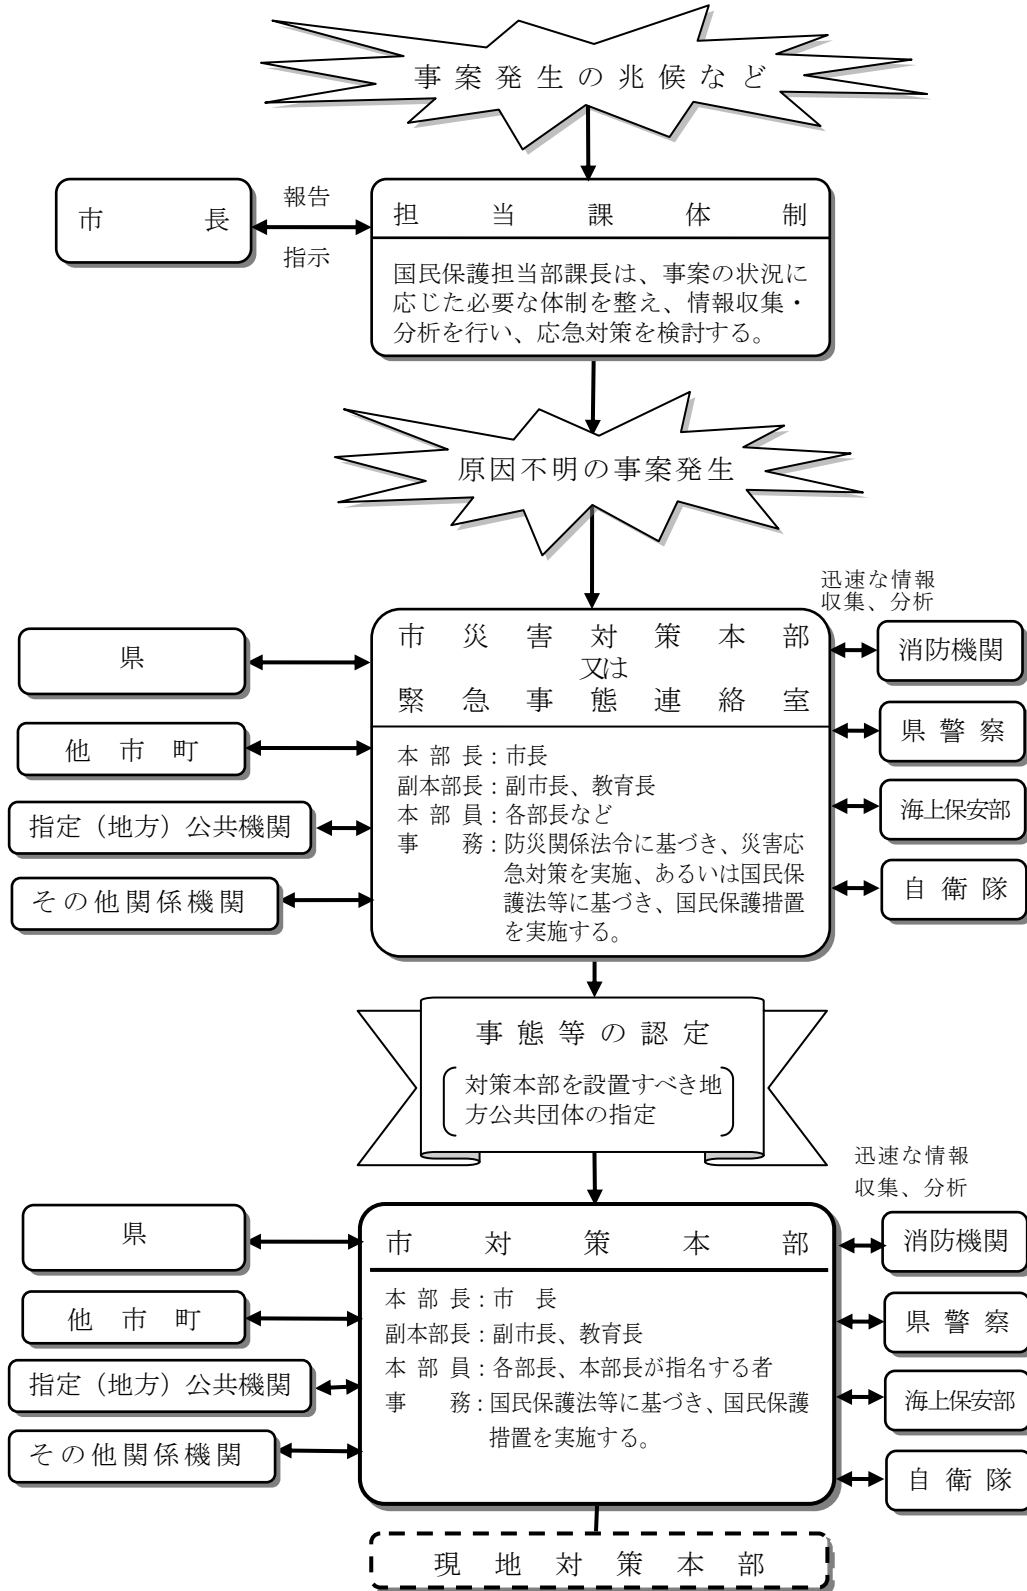 事案発生の兆候など
市長
報告
指示
担当課体制
国民保護担当部課長は、事案の状況に
応じた必要な体制を整え、情報収集・
分析を行い、応急対策を検討する。
原因不明の事案発生
迅速な情報
収集、分析
県
他市町
指定（地方）公共機関
その他関係機関
市災害対策本部
又は
緊急事態連絡室
本部長：市長
副本部長：副市長、教育長
本部員：各部長など
事務：防災関係法令に基づき、災害応
急対策を実施、あるいは国民保
護法等に基づき、国民保護措置
を実施する。
消防機関
県警察
海上保安部
自衛隊
事態等の認定
対策本部を設置すべき地
方公共団体の指定
迅速な情報
収集、分析
県
他市町
指定（地方）公共機関
その他関係機関
市対策本部
本部長：市　長
副本部長：副市長、教育長
本部員：各部長、本部長が指名する者
事務：国民保護法等に基づき、国民保護
措置を実施する。
消防機関
県警察
海上保安部
自衛隊
現地対策本部